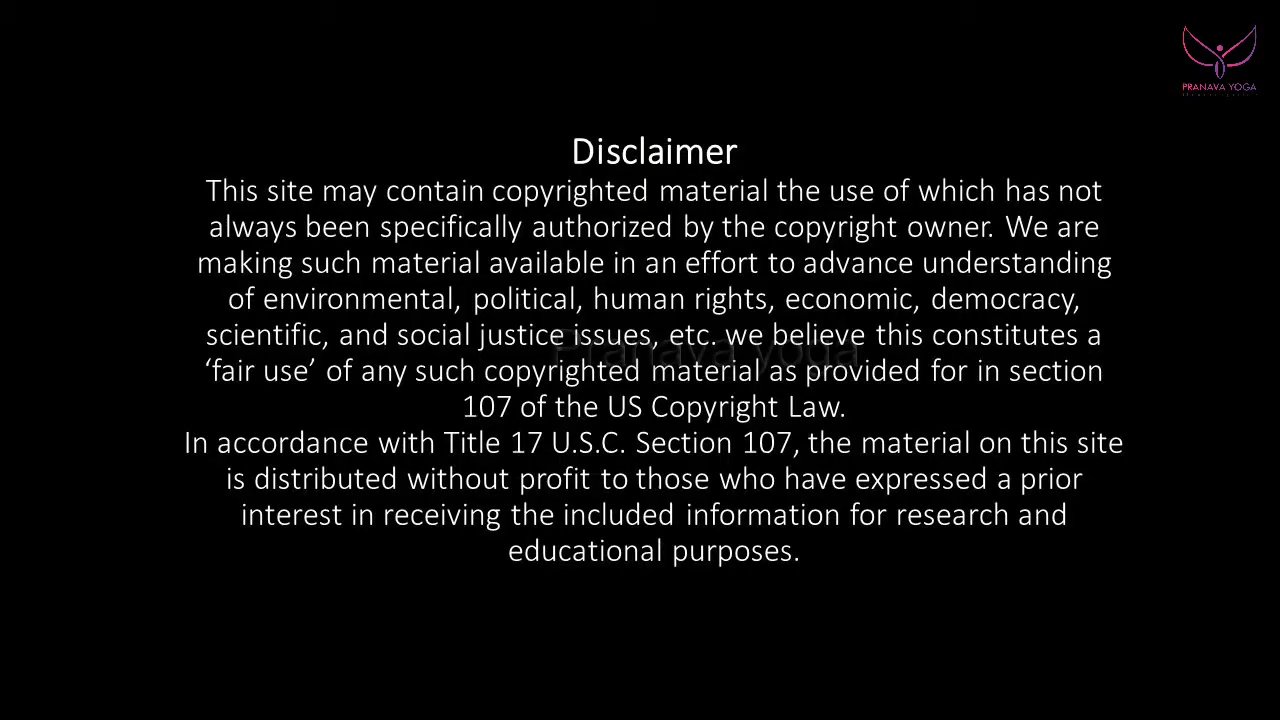 PRANAVA YOGA
Disclaimer
This site may contain copyrighted material the use of which has not
always been specifically authorized by the copyright owner. We are
making such material available in an effort to advance understanding
of environmental, political, human rights, economic, democracy,
scientific, and social justice issues, etc. we believe this constitutes a
Pranava yoga
‘fair use’ of any such copyrighted material as provided for in section
107 of the US Copyright Law.
In accordance with Title 17 U.S.C. Section 107, the material on this site
is distributed without profit to those who have expressed a prior
interest in receiving the included information for research and
educational purposes.